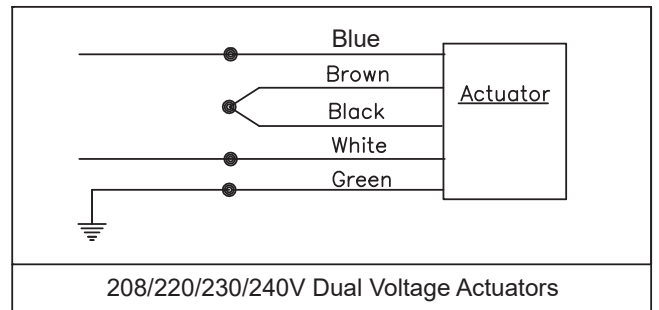 Blue
Brown
Actuator
Black
White
Green
208/220/230/240V Dual Voltage Actuators